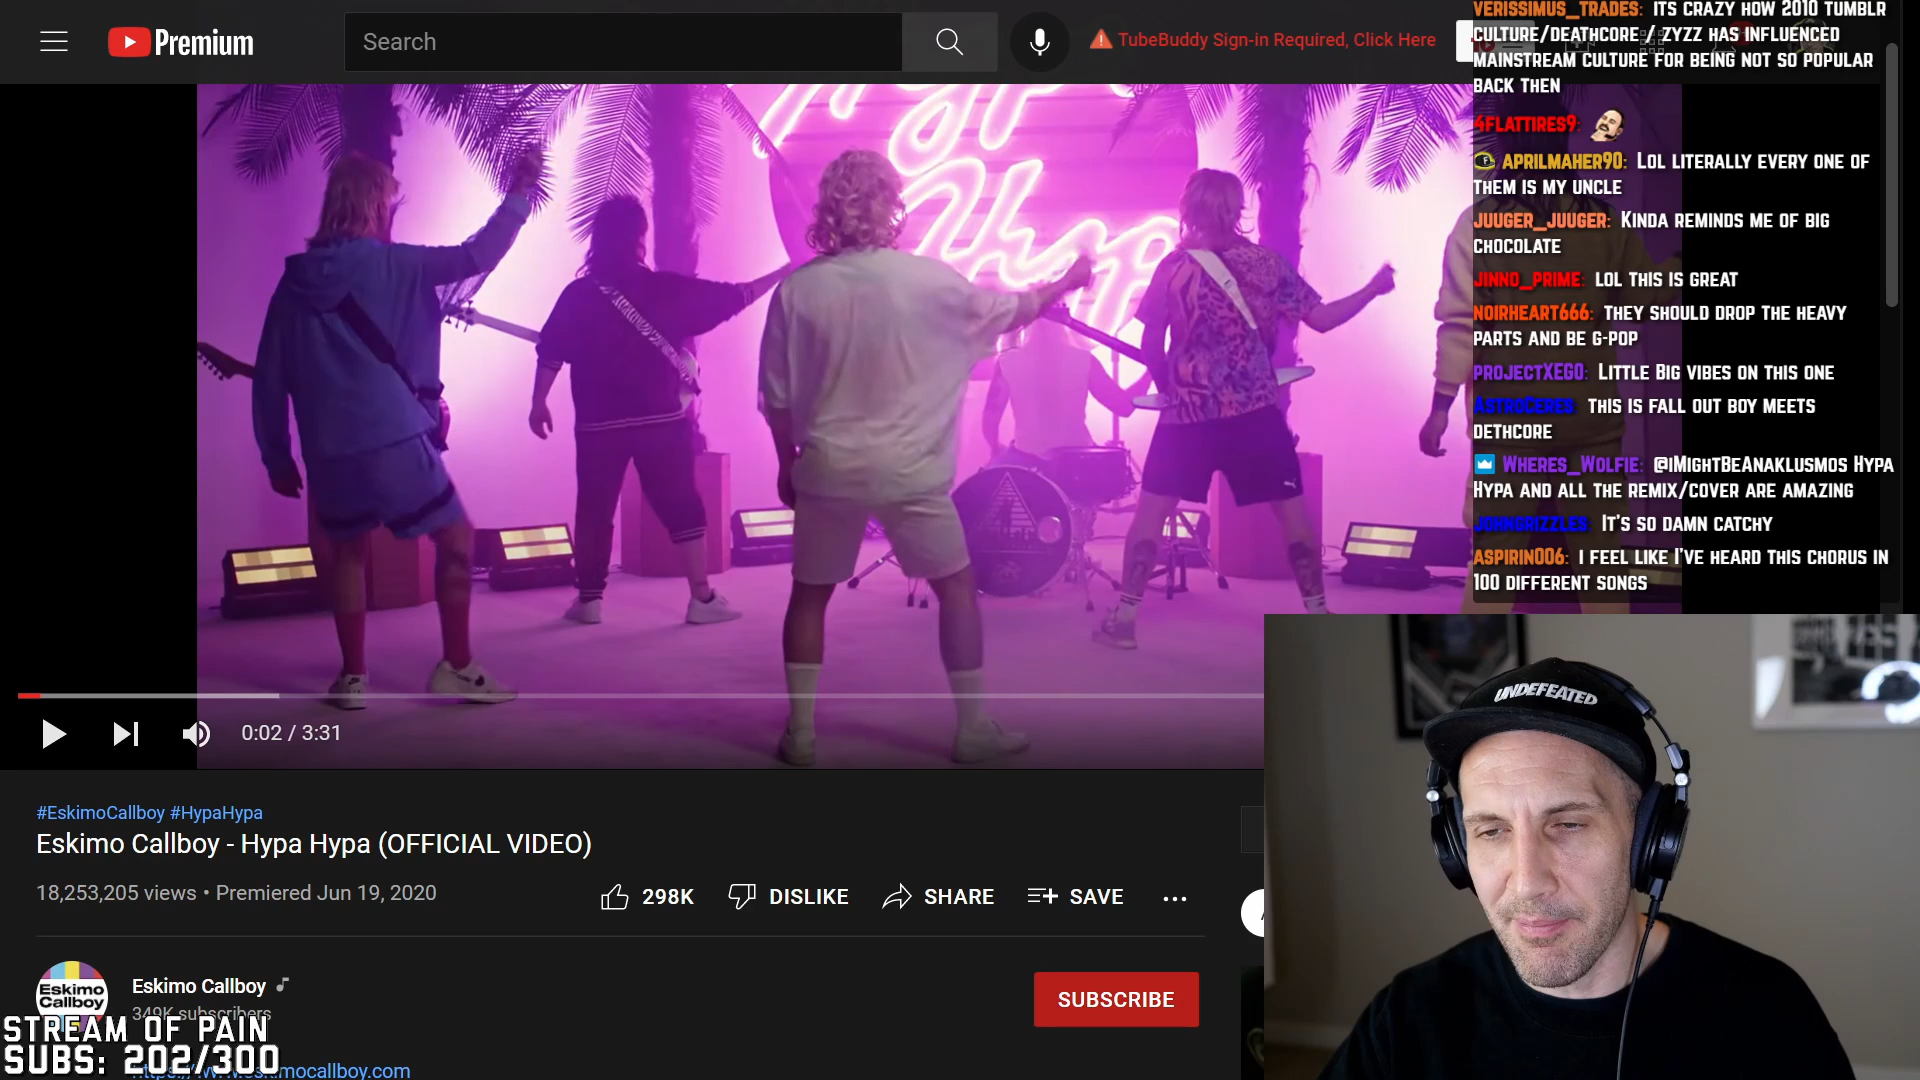 Premium
Search
TubeBuddy Sign-in Required, Click Here
VERISSIMUS_TRADES: ITS CRAZY HOW 2010 TUMBLR
CULTURE/DEATHCORE / ZYZZ HAS INFLUENCED
MAINSTREAM CULTURE FOR BEING NOT SO POPULAR
BACK THEN
4FLATTIRES9:
APRILMAHER90: LOL LITERALLY EVERY ONE OF
THEM IS MY UNCLE
JUUGER_JUUGER: KINDA REMINDS ME OF BIG
CHOCOLATE
JINNO_PRIME: LOL THIS IS GREAT
NOIRHEART666: THEY SHOULD DROP THE HEAVY
PARTS AND BE G-POP
PROJECTXEGO: LITTLE BIG VIBES ON THIS ONE
ASTROCERES: THIS IS FALL OUT BOY MEETS
DETHCORE
WHERES_WOLFIE: @IMIGHTBEANAKLUSMOS HYPA
HYPA AND ALL THE REMIX/COVER ARE AMAZING
JOHNGRIZZLES: IT'S SO DAMN CATCHY
ASPIRIN006: I FEEL LIKE I'VE HEARD THIS CHORUS IN
100 DIFFERENT SONGS
Hypa
Hypa
0:02 / 3:31
UNDEFEATED
#EskimoCallboy #HypaHypa
Eskimo Callboy - Hypa Hypa (OFFICIAL VIDEO)
18,253,205 views • Premiered Jun 19, 2020
298K
DISLIKE
SHARE
SAVE
Eskimo
Callboy
Eskimo Callboy
349K subscribers
SUBSCRIBE
STREAM OF PAIN
SUBS: 202/300